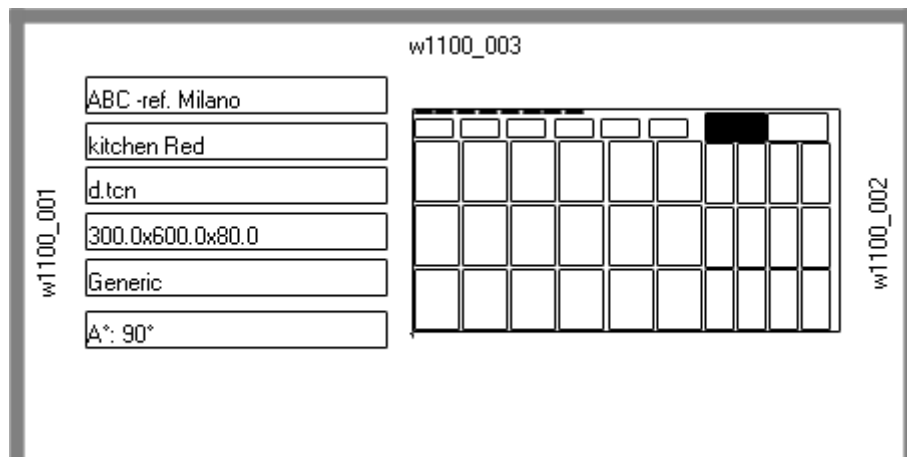 w1100_003
ABC -ref. Milano
kitchen Red
d.tcn
300.0x600.0x80.0
Generic
A°: 90°
w1100_001
w1100_002